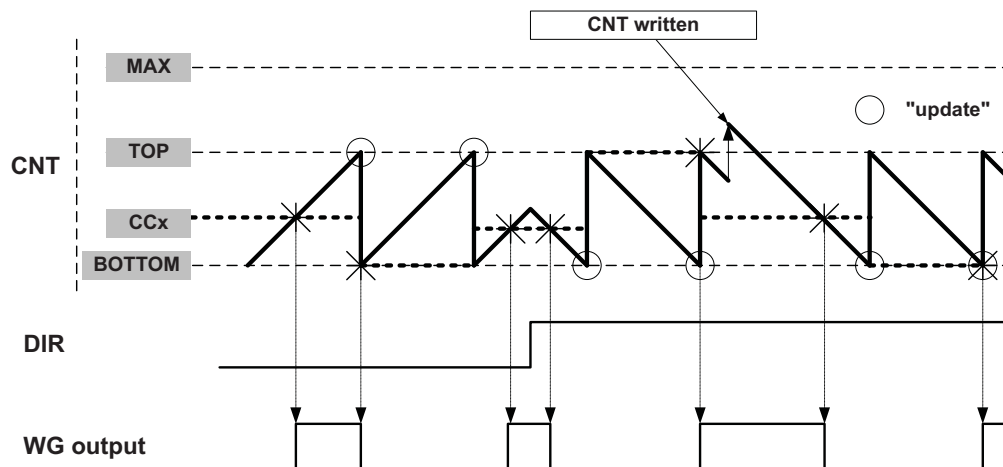 CNT written
MAX
"update"
TOP
CNT
CCx
BOTTOM
DIR
WG output